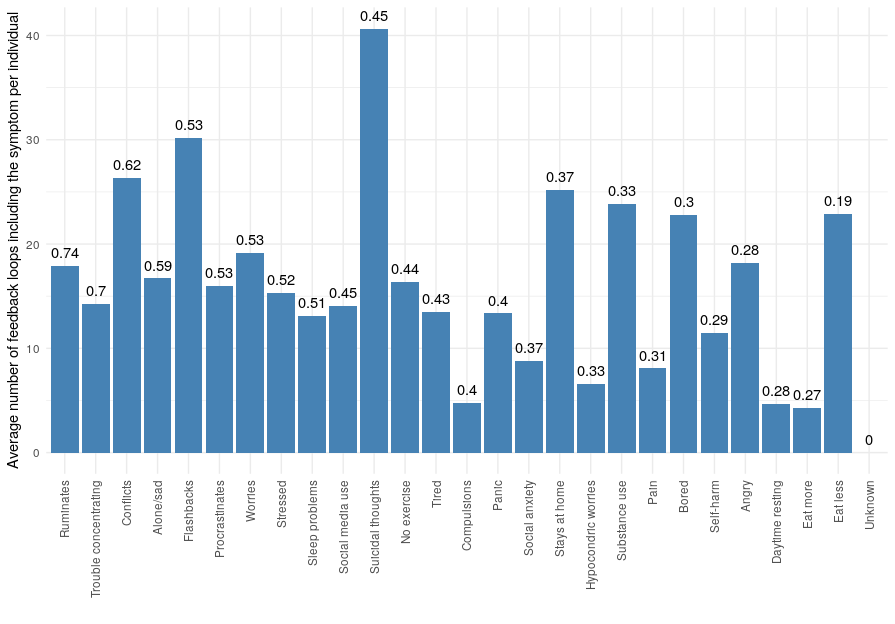 Average number of feedback loops including the symptom per individual
40
30
20
10
0
0.74
0.7
0.62
0.59
0.53
0.53
0.53
0.52
0.51
0.45
0.45
0.44
0.43
0.4
0.4
0.37
0.37
0.33
0.33
0.31
0.3
0.29
0.28
0.28
0.27
0.19
0
Ruminates
Trouble concentrating
Conflicts
Alone/sad
Flashbacks
Procrastinates
Worries
Stressed
Sleep problems
Social media use
Suicidal thoughts
No exercise
Tired
Compulsions
Panic
Social anxiety
Stays at home
Hypocondric worries
Substance use
Pain
Bored
Self-harm
Angry
Daytime resting
Eat more
Eat less
Unknown